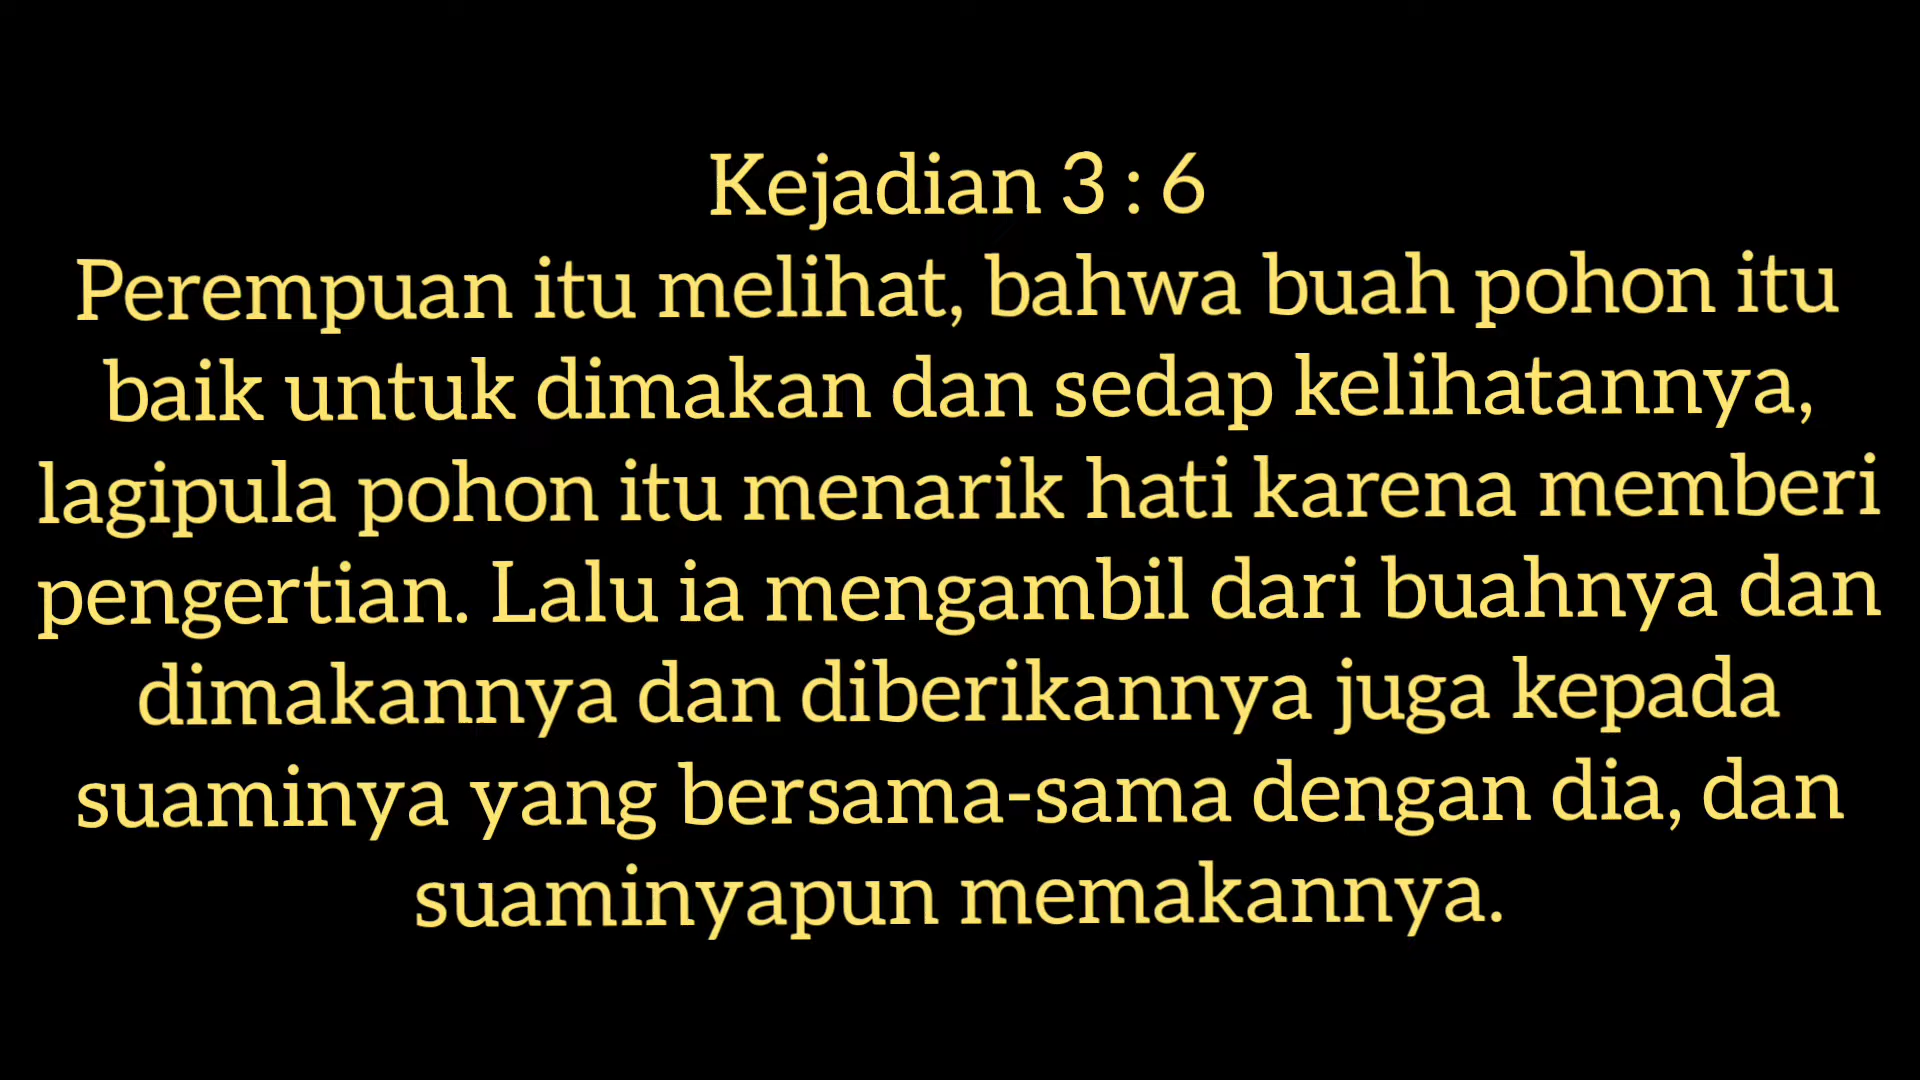 Kejadian 3 : 6
Perempuan itu melihat, bahwa buah pohon itu
baik untuk dimakan dan sedap kelihatannya,
lagipula pohon itu menarik hati karena memberi
pengertian. Lalu ia mengambil dari buahnya dan
dimakannya dan diberikannya juga kepada
suaminya yang bersama-sama dengan dia, dan
suaminyapun memakannya.